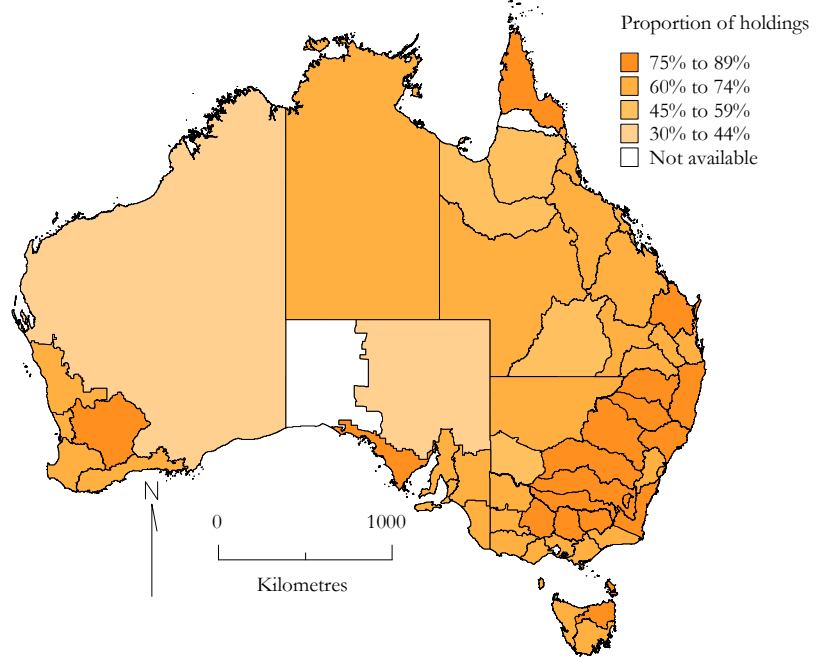 Proportion of holdings
75% to 89%
60% to 74%
45% to 59%
30% to 44%
Not available
N
0 1000
Kilometres